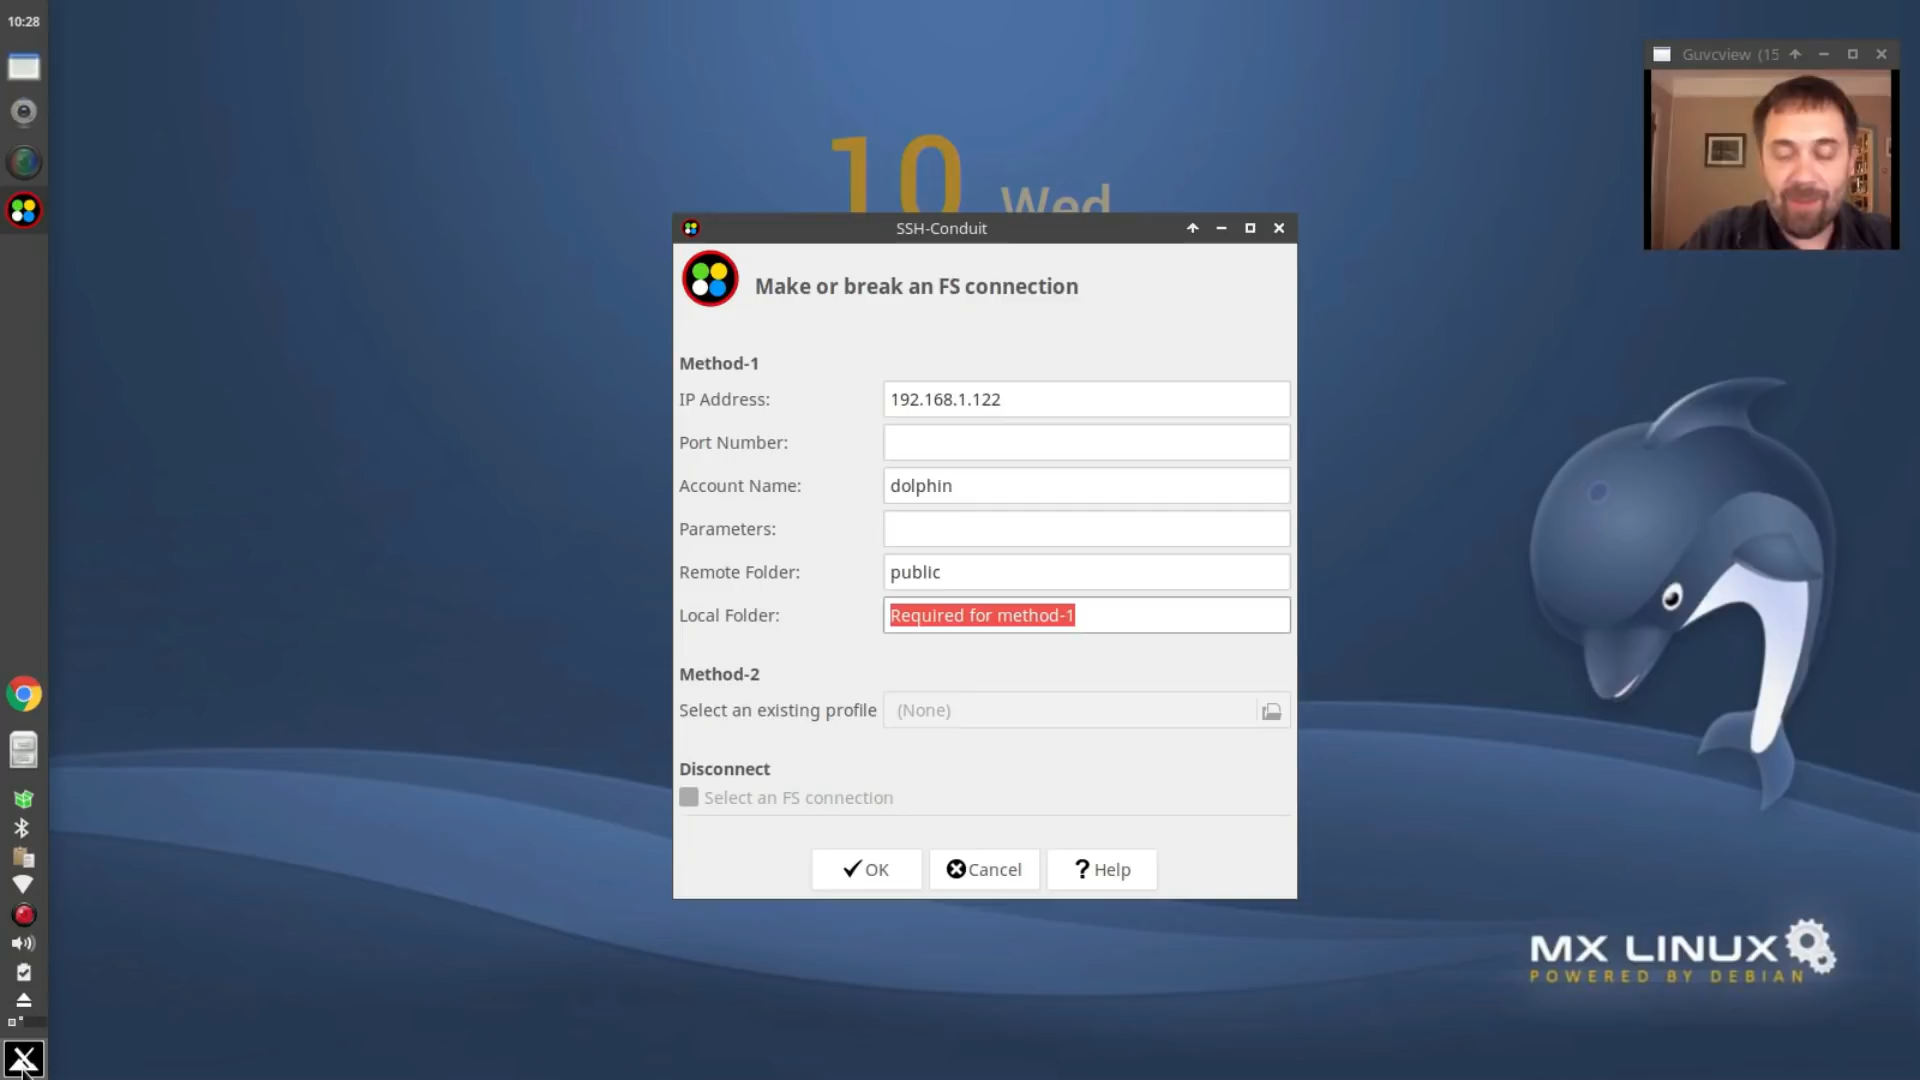 10:28
Guvcview (15
10 Wed
SSH-Conduit
Make or break an FS connection
Method-1
IP Address: 192.168.1.122
Port Number:
Account Name: dolphin
Parameters:
Remote Folder: public
Local Folder: Required for method-1
Method-2
Select an existing profile (None)
Disconnect
Select an FS connection
OK Cancel Help
MX LINUX
POWERED BY DEBIAN